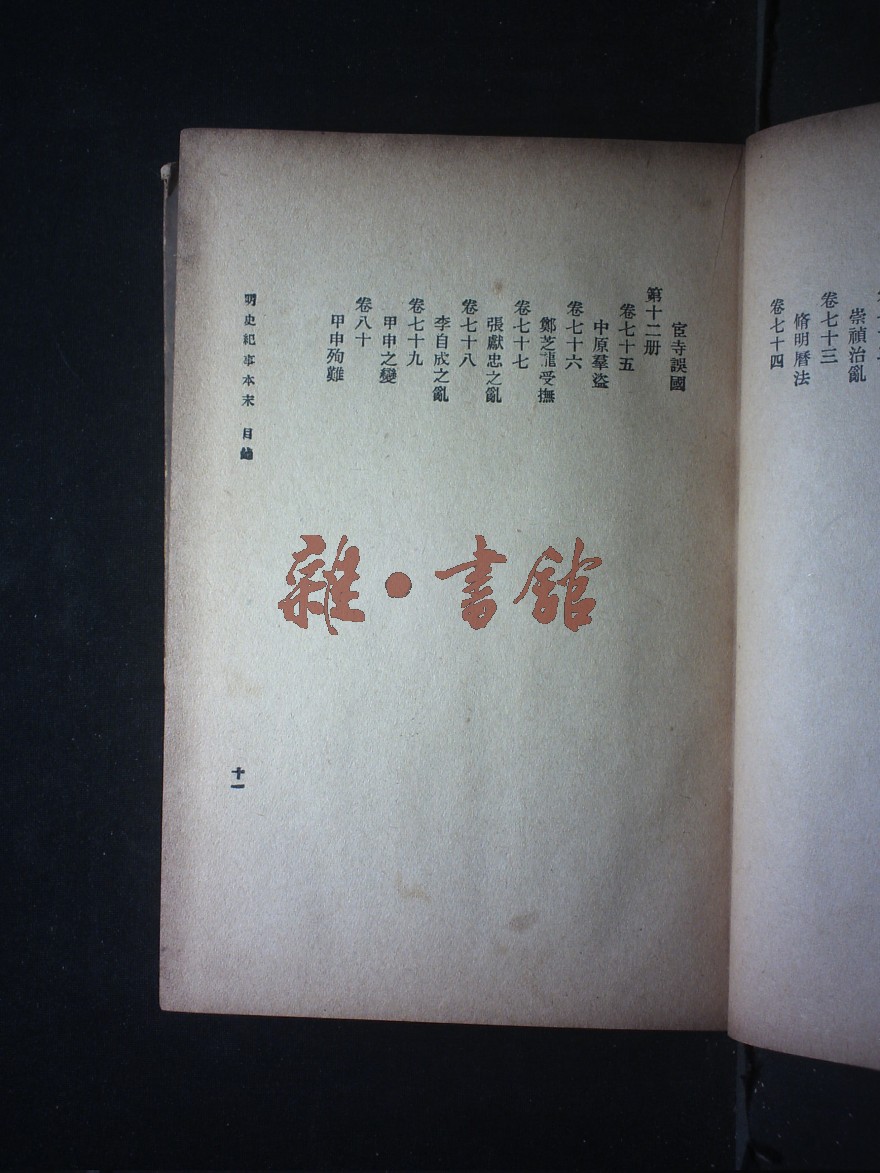 崇禎治亂
卷七十三
脩明曆法
卷七十四
宦寺誤國
第十二册
卷七十五
中原羣盜
卷七十六
鄭芝龍受撫
卷七十七
張獻忠之亂
卷七十八
李自成之亂
卷七十九
甲申之變
卷八十
甲申殉難
明史紀事本末 目錄
十一
雜•書館